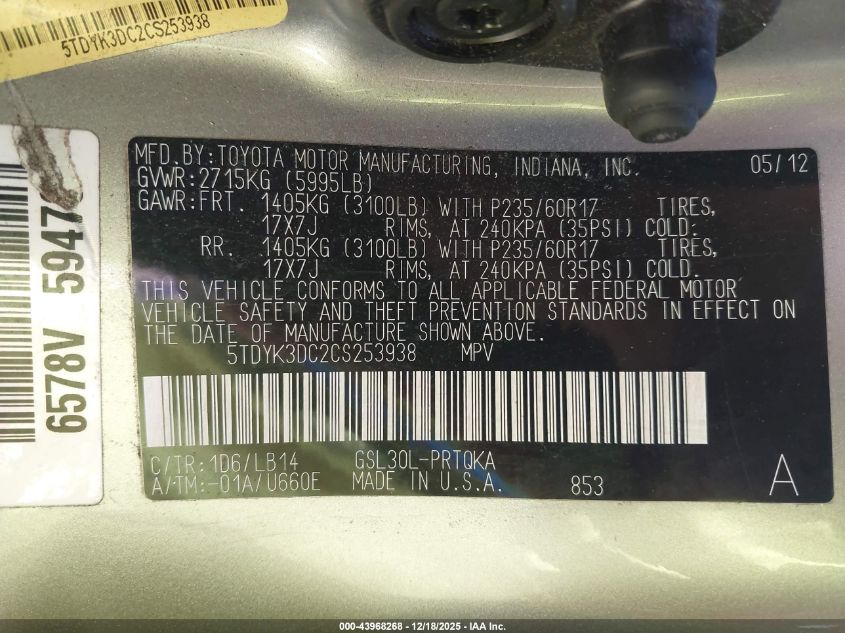 5TDYK3DC2CS253938
6578V 5947
MFD.BY:TOYOTA MOTOR MANUFACTURING, INDIANA, INC. 05/12
GVWR:2715KG (5995LB)
GAWR:FRT. 1405KG (3100LB) WITH P235/60R17 TIRES,
17X7J RIMS, AT 240KPA (35PSI) COLD.
RR. 1405KG (3100LB) WITH P235/60R17 TIRES,
17X7J RIMS, AT 240KPA (35PSI) COLD.
THIS VEHICLE CONFORMS TO ALL APPLICABLE FEDERAL MOTOR
VEHICLE SAFETY AND THEFT PREVENTION STANDARDS IN EFFECT ON
THE DATE OF MANUFACTURE SHOWN ABOVE.
5TDYK3DC2CS253938 MPV
C/TR:1D6/LB14 GSL30L-PRTQKA
A/TM:-01A/U660E MADE IN U.S.A. 853 A
000-43968268 - 12/18/2025 - IAA Inc.